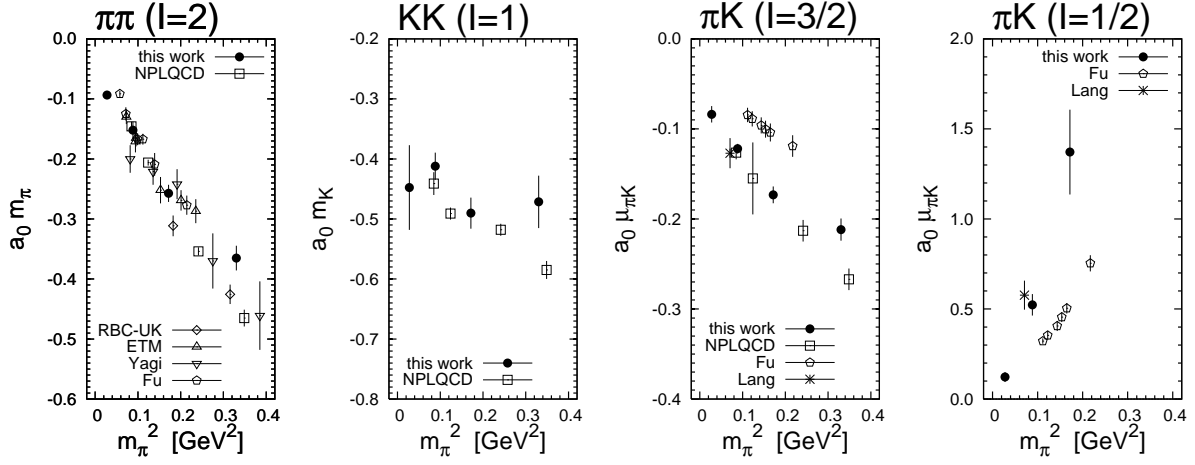 ππ (I=2)
0.0
-0.1
-0.2
-0.3
-0.4
-0.5
-0.6
a0 mπ
this work
NPLQCD
RBC-UK
ETM
Yagi
Fu
0 0.1 0.2 0.3 0.4
mπ² [GeV²]
KK (I=1)
-0.2
-0.3
-0.4
-0.5
-0.6
-0.7
-0.8
a0 mK
this work
NPLQCD
0 0.1 0.2 0.3 0.4
mπ² [GeV²]
πK (I=3/2)
0.0
-0.1
-0.2
-0.3
-0.4
a0 μπK
this work
NPLQCD
Fu
Lang
0 0.1 0.2 0.3 0.4
mπ² [GeV²]
πK (I=1/2)
2.0
1.5
1.0
0.5
0.0
a0 μπK
this work
Fu
Lang
0 0.1 0.2 0.3 0.4
mπ² [GeV²]